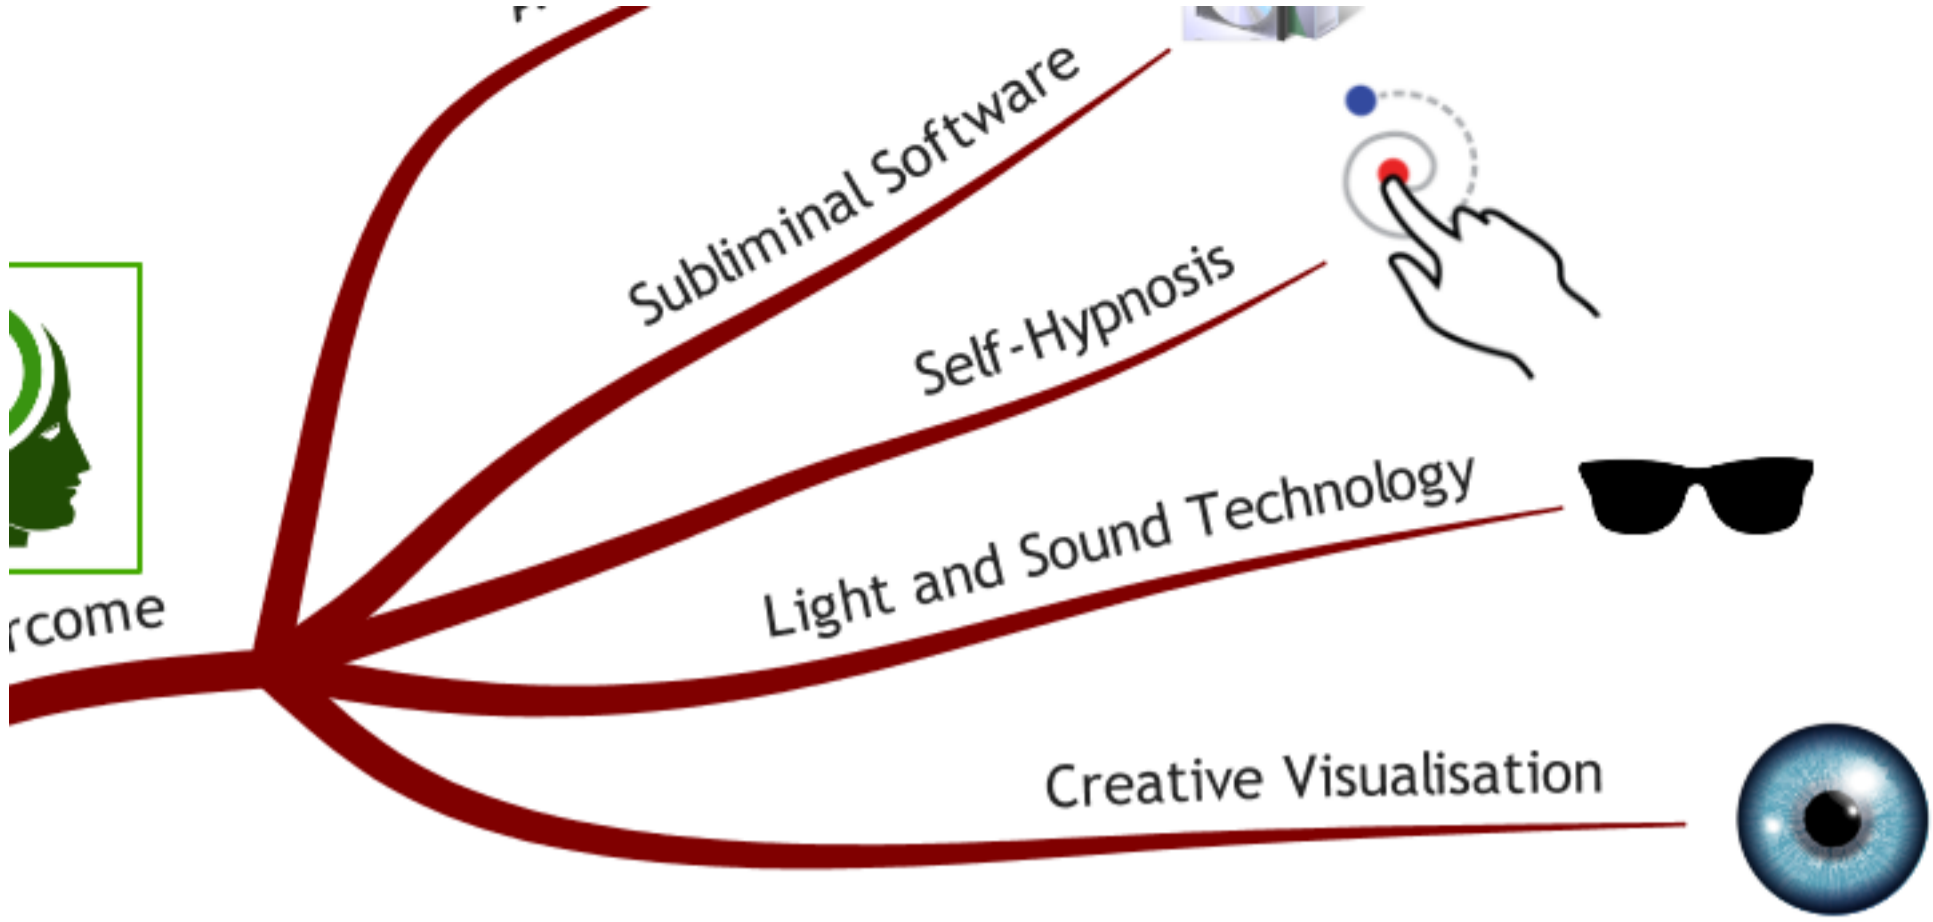 Subliminal Software
Self-Hypnosis
Light and Sound Technology
rcome
Creative Visualisation